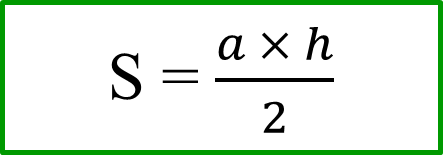 S = a × h / 2